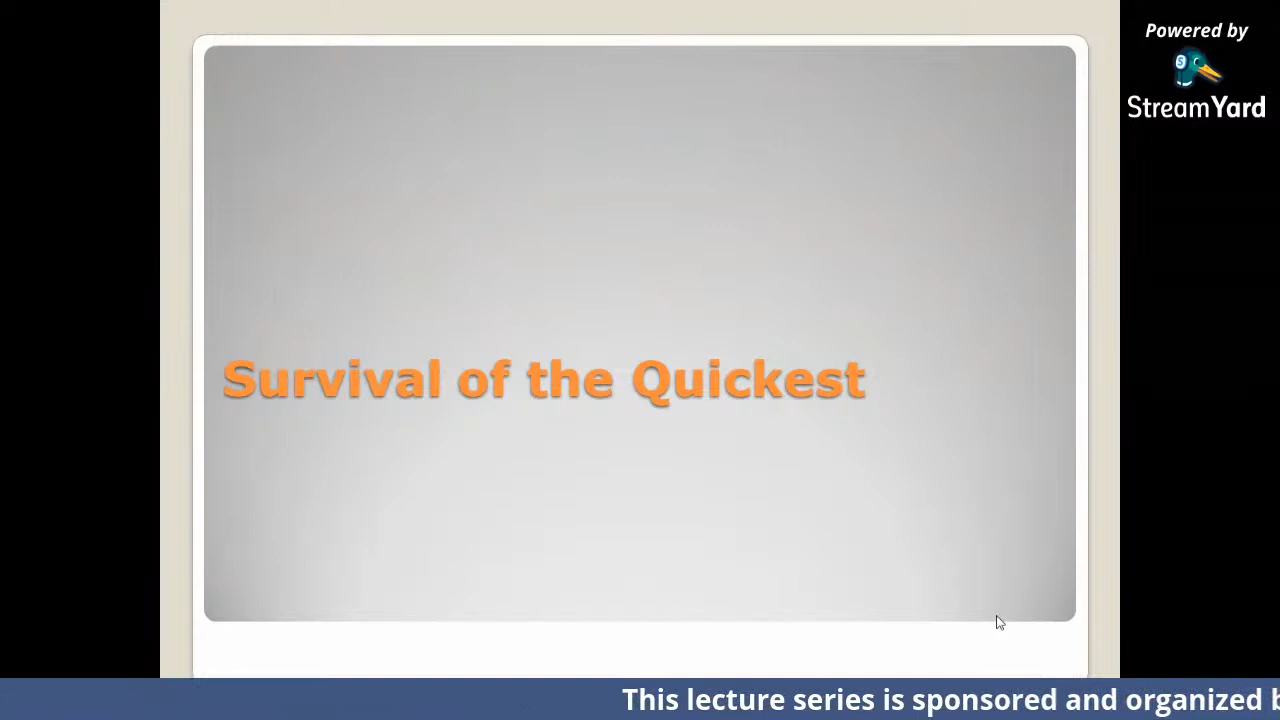 Powered by
S
StreamYard
Survival of the Quickest
This lecture series is sponsored and organized